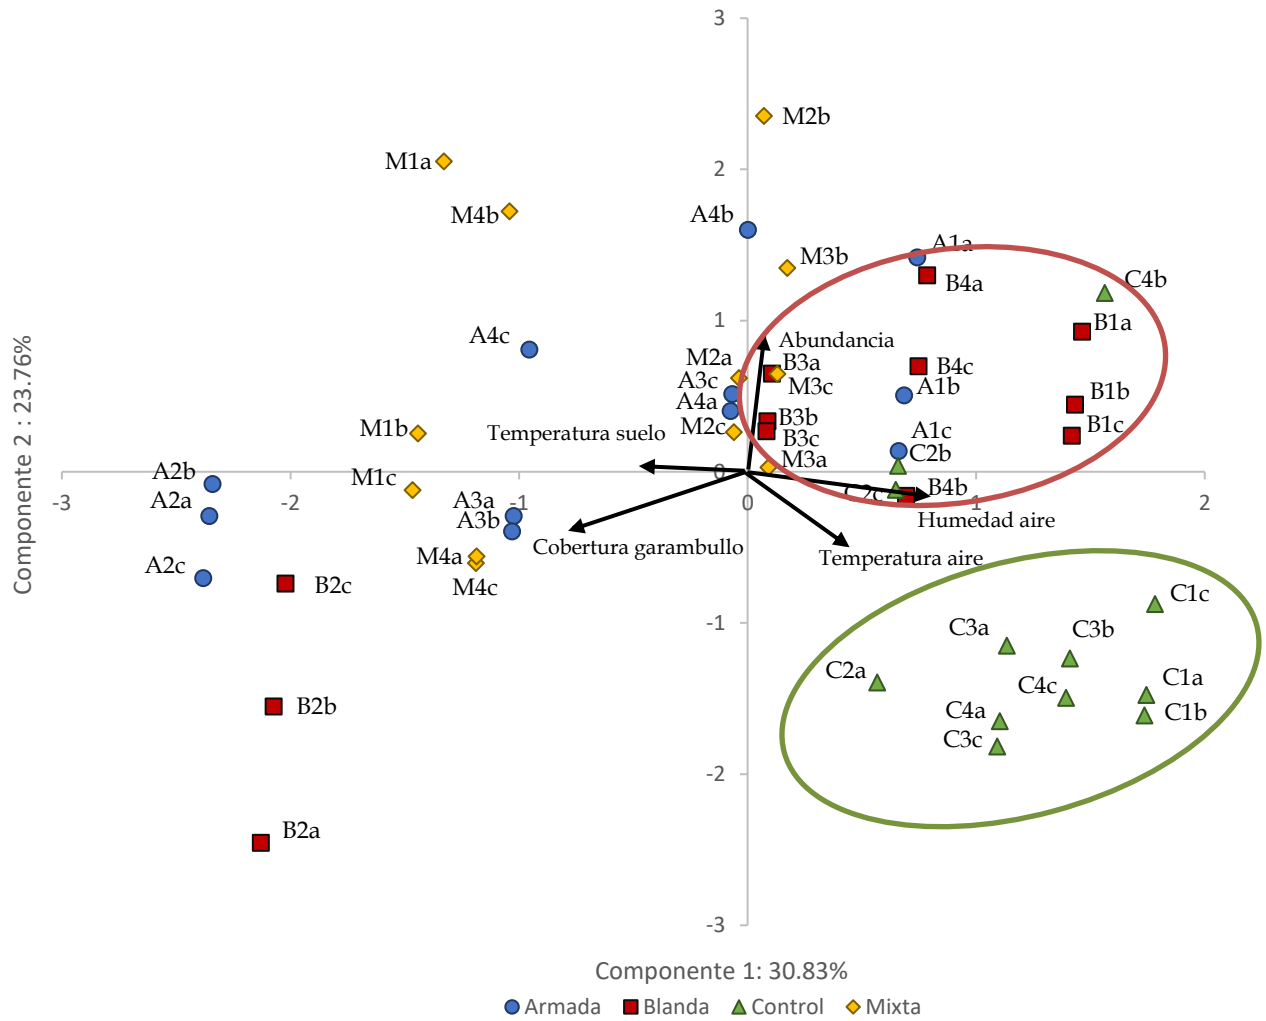 3
M2b
M1a
2
M4b
A4b
A1a
M3b
C4b
B4a
1
B1a
Abundancia
A4c
M2a
B3a
B4c
A3c
M3c
A1b
B1b
A4a
B3b
M1b
Temperatura suelo
M2c
B3c
A1c
B1c
C2b
M3a
A2b
M1c
0
C2c
B4b
-3
-2
A2a
A3a
-1
0
1
2
A3b
Humedad aire
Cobertura garambullo
Temperatura aire
A2c
M4a
B2c
M4c
C1c
-1
C3a
C3b
C2a
C4c
C1a
B2b
C4a
C1b
C3c
-2
B2a
-3
Componente 2 : 23.76%
Componente 1: 30.83%
Armada Blanda Control Mixta